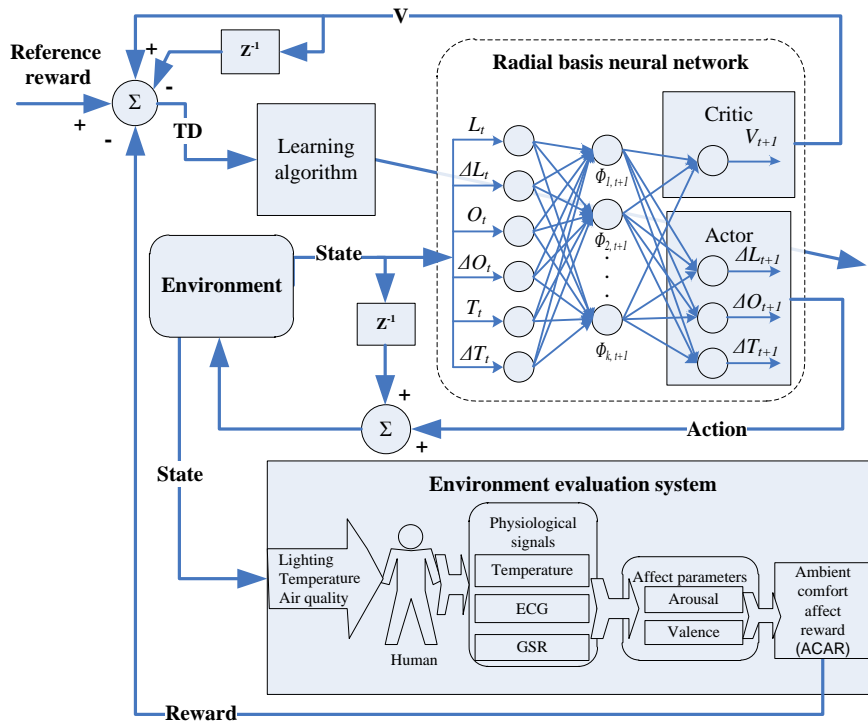 V
Z-1
Reference
reward
+
-
Σ
+
-
TD
Learning
algorithm
Radial basis neural network
Lt
ΔLt
Ot
ΔOt
Tt
ΔTt
Φ1, t+1
Φ2, t+1
Φk, t+1
Critic
Vt+1
Actor
ΔLt+1
ΔOt+1
ΔTt+1
Environment
State
Z-1
+
Σ
+
Action
State
Environment evaluation system
Lighting
Temperature
Air quality
Human
Physiological
signals
Temperature
ECG
GSR
Affect parameters
Arousal
Valence
Ambient
comfort
affect
reward
(ACAR)
Reward